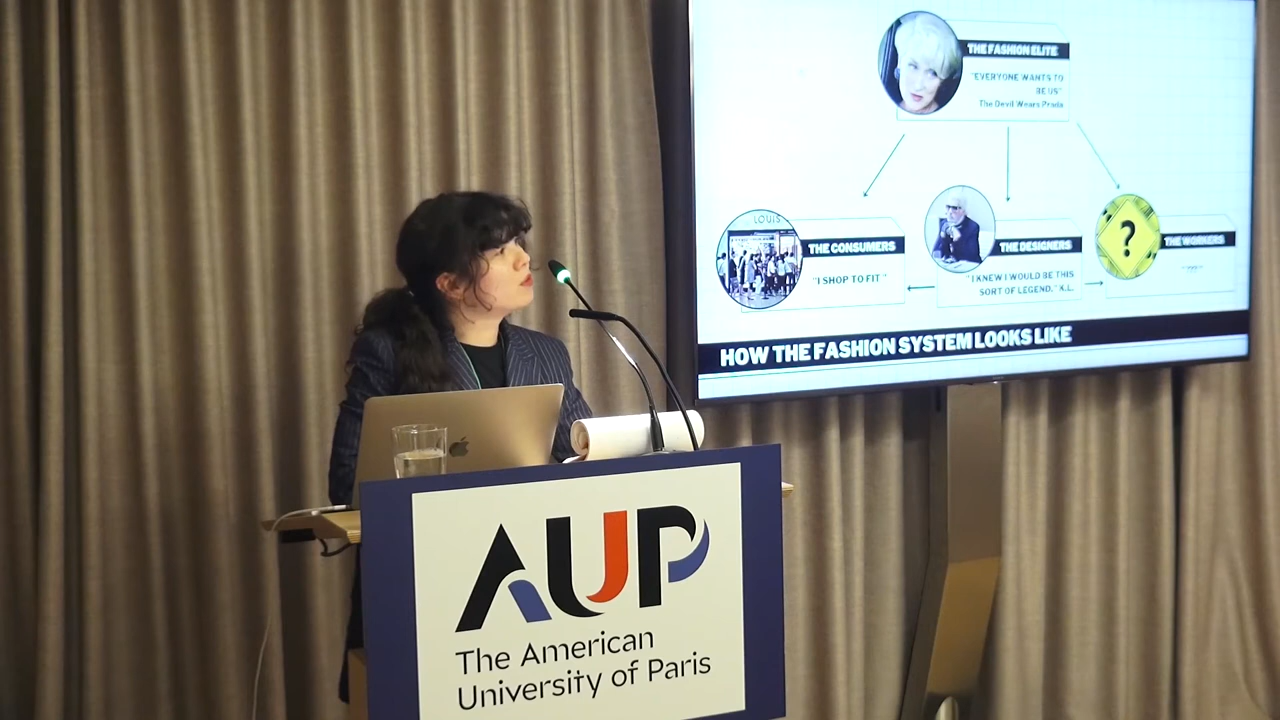 THE FASHION ELITE
"EVERYONE WANTS TO
BE US"
The Devil Wears Prada
LOUIS
THE CONSUMERS
"I SHOP TO FIT"
THE DESIGNERS
"I KNEW I WOULD BE THIS
SORT OF LEGEND." K.L.
?
THE WORKERS
HOW THE FASHION SYSTEM LOOKS LIKE
AUP
The American
University of Paris